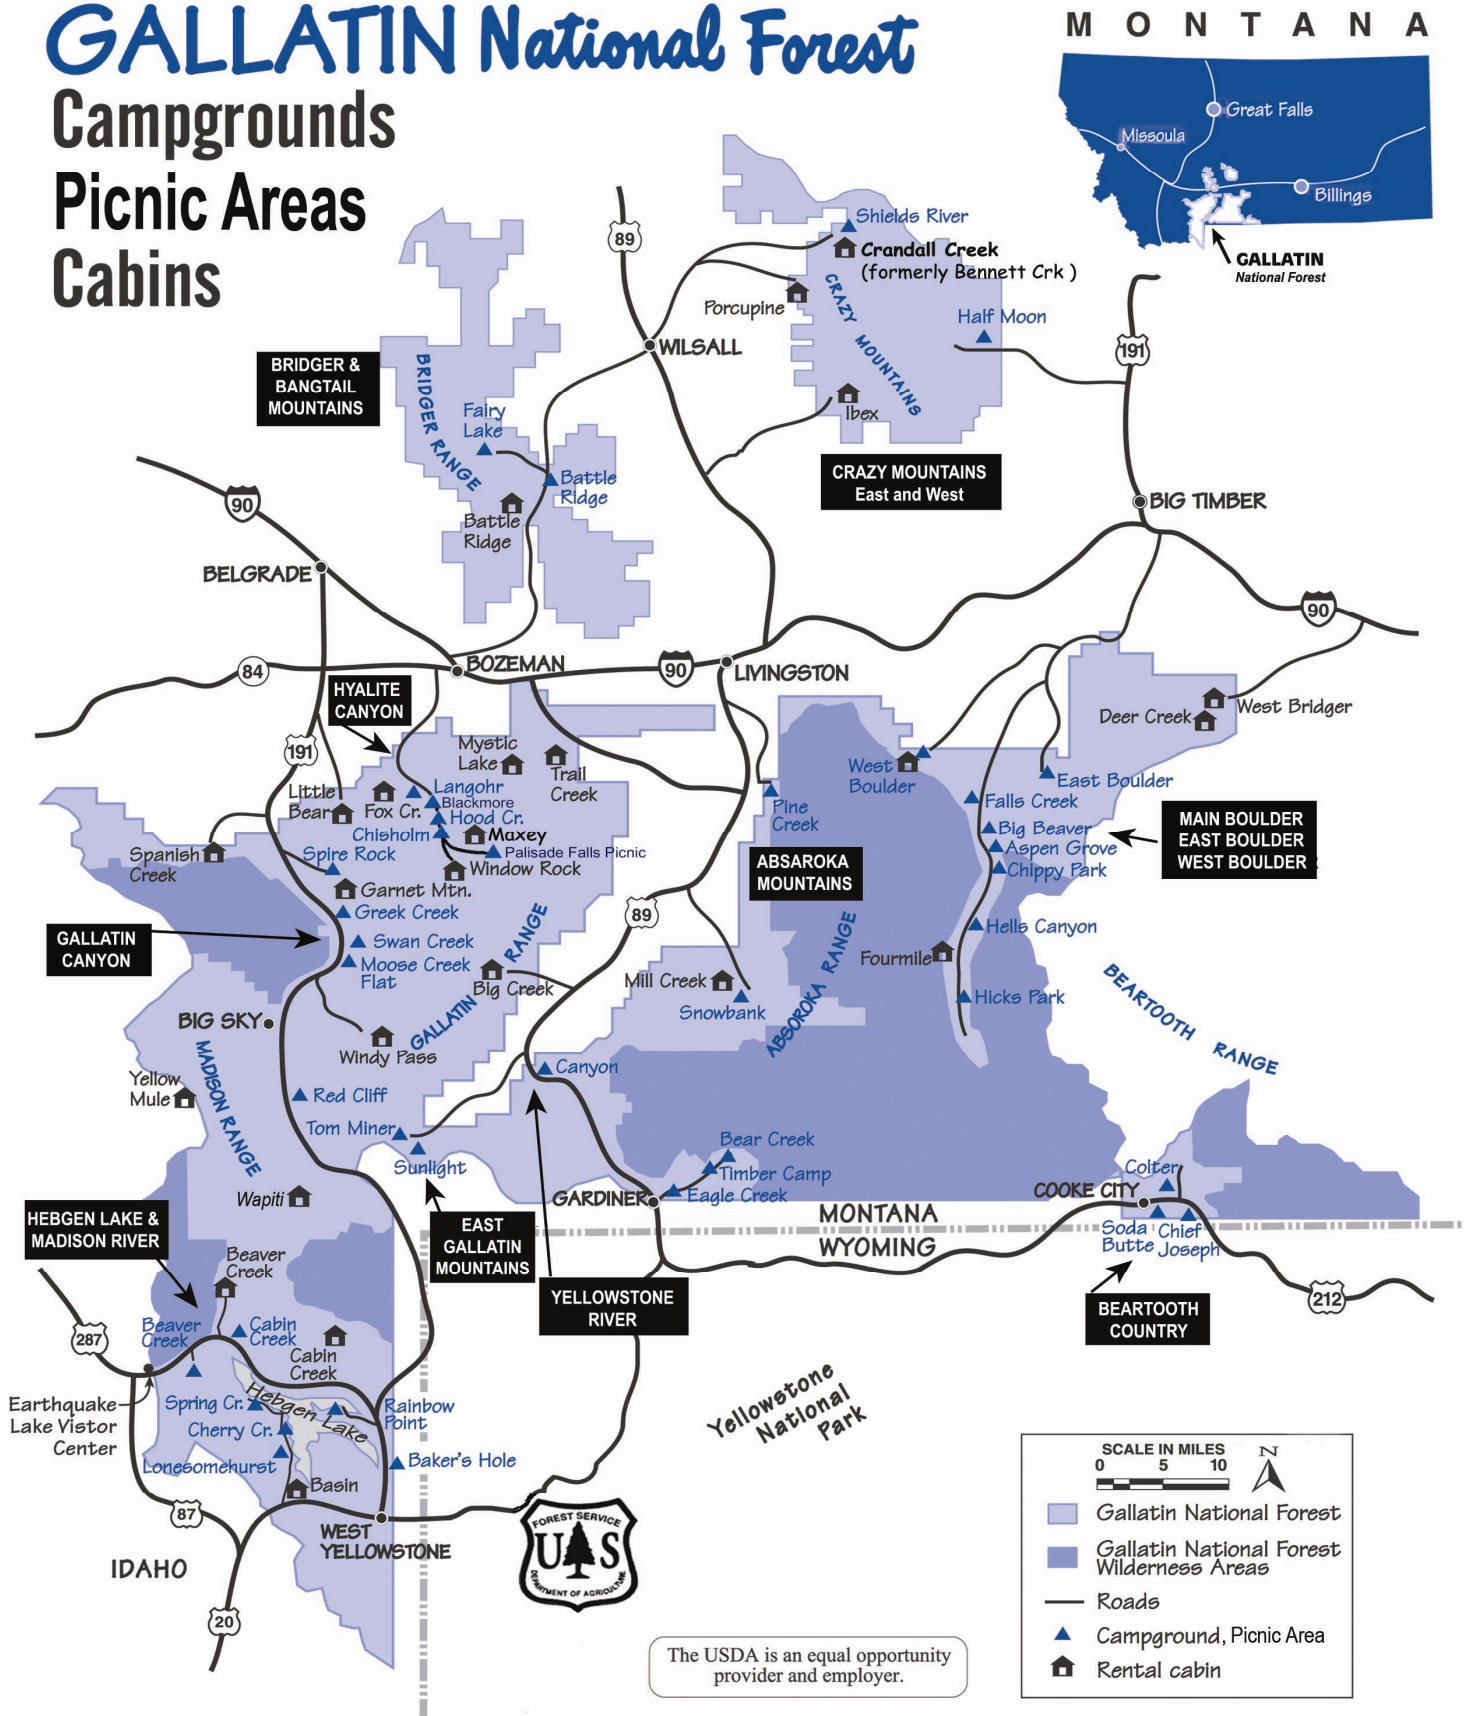 GALLATIN National Forest
Campgrounds
Picnic Areas
Cabins
MONTANA
Great Falls
Missoula
Billings
GALLATIN
National Forest
89
Shields River
Crandall Creek
(formerly Bennett Crk )
Porcupine
CRAZY MOUNTAINS
Half Moon
WILSALL
191
Ibex
BRIDGER &
BANGTAIL
MOUNTAINS
BRIDGER RANGE
Fairy
Lake
Battle
Ridge
Battle
Ridge
CRAZY MOUNTAINS
East and West
BIG TIMBER
90
BELGRADE
90
84
BOZEMAN
90
LIVINGSTON
HYALITE
CANYON
West Bridger
Deer Creek
191
Mystic
Lake
Trail
Creek
Little
Bear
Fox Cr.
Langohr
Blackmore
Hood Cr.
Chisholm
Maxey
Palisade Falls Picnic
Window Rock
West
Boulder
East Boulder
Pine
Creek
Falls Creek
Big Beaver
Aspen Grove
Chippy Park
MAIN BOULDER
EAST BOULDER
WEST BOULDER
Spanish
Creek
Spire Rock
Garnet Mtn.
Greek Creek
ABSAROKA
MOUNTAINS
GALLATIN
CANYON
Swan Creek
Moose Creek
Flat
89
GALLATIN RANGE
Big Creek
Mill Creek
Snowbank
ABSOROKA RANGE
Fourmile
Hells Canyon
Hicks Park
BEARTOOTH RANGE
BIG SKY
Windy Pass
MADISON RANGE
Yellow
Mule
Red Cliff
Canyon
Tom Miner
Sunlight
Bear Creek
Timber Camp
Eagle Creek
GARDINER
Colter
COOKE CITY
Soda
Butte
Chief
Joseph
Wapiti
MONTANA
WYOMING
HEBGEN LAKE &
MADISON RIVER
EAST
GALLATIN
MOUNTAINS
YELLOWSTONE
RIVER
BEARTOOTH
COUNTRY
212
Beaver
Creek
287
Beaver
Creek
Cabin
Creek
Cabin
Creek
Earthquake
Lake Vistor
Center
Spring Cr.
Hebgen Lake
Rainbow
Point
Cherry Cr.
Lonesomehurst
Baker's Hole
Basin
Yellowstone
National
Park
87
WEST
YELLOWSTONE
IDAHO
20
FOREST SERVICE
U S
DEPARTMENT OF AGRICULTURE
The USDA is an equal opportunity
provider and employer.
SCALE IN MILES
0 5 10
N
Gallatin National Forest
Gallatin National Forest
Wilderness Areas
Roads
Campground, Picnic Area
Rental cabin